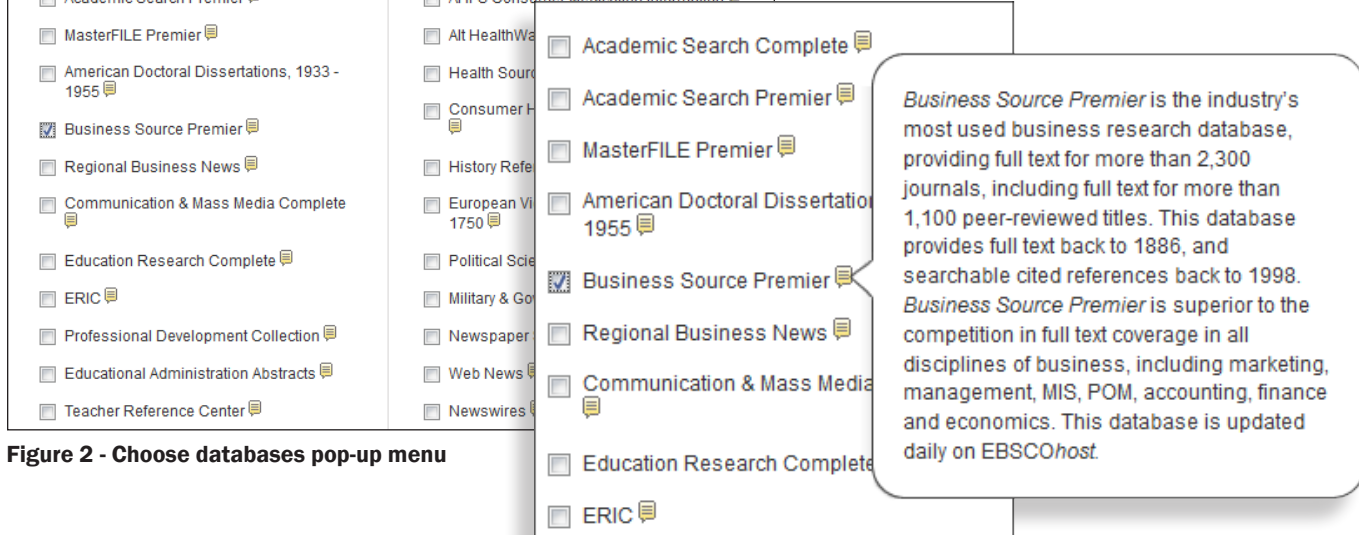 MasterFILE Premier
American Doctoral Dissertations, 1933 -
1955
Business Source Premier
Regional Business News
Communication & Mass Media Complete
Education Research Complete
ERIC
Professional Development Collection
Educational Administration Abstracts
Teacher Reference Center
Alt HealthWa
Health Sour
Consumer H
History Refe
European Vi
1750
Political Scie
Military & Go
Newspaper
Web News
Newswires
Figure 2 - Choose databases pop-up menu
Academic Search Complete
Academic Search Premier
MasterFILE Premier
American Doctoral Dissertation
1955
Business Source Premier
Regional Business News
Communication & Mass Media
Education Research Complete
ERIC
Business Source Premier is the industry's
most used business research database,
providing full text for more than 2,300
journals, including full text for more than
1,100 peer-reviewed titles. This database
provides full text back to 1886, and
searchable cited references back to 1998.
Business Source Premier is superior to the
competition in full text coverage in all
disciplines of business, including marketing,
management, MIS, POM, accounting, finance
and economics. This database is updated
daily on EBSCOhost.